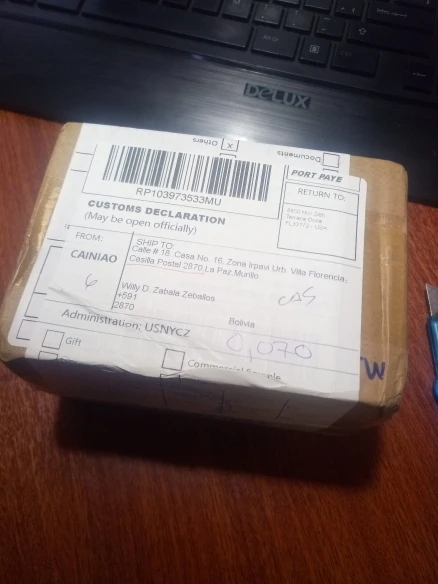 DeLUX
Others
x
Documents
RP103973533MU
PORT PAYE
RETURN TO:
CUSTOMS DECLARATION
(May be open officially)
FROM:
CAINIAO
6
SHIP TO:
Calle # 18, Casa No. 16, Zona Irpavi Urb. Villa Florencia,
Casilla Postal 2870,La Paz,Murillo
Willy D. Zabala Zeballos
+591
2870
Bolivia
Administration: USNYCZ
0,070
W
Gift
Commercial Sample